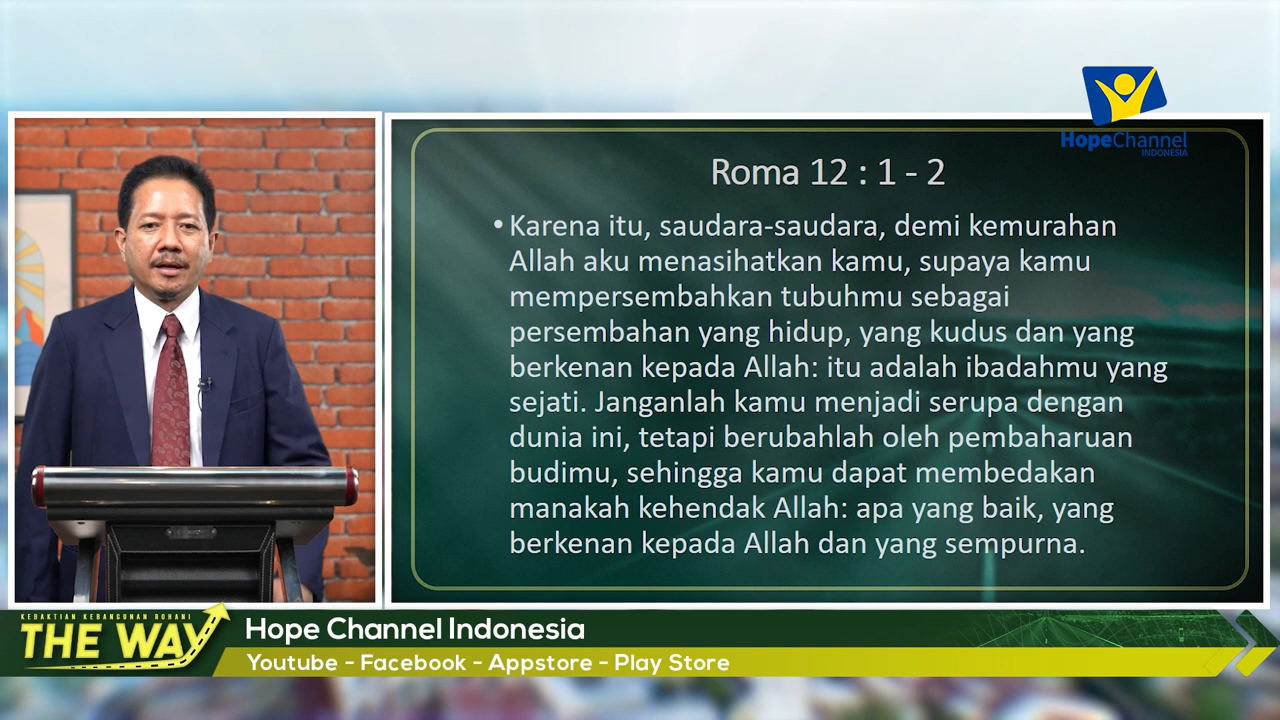 HopeChannel
INDONESIA
Roma 12 : 1 - 2
• Karena itu, saudara-saudara, demi kemurahan
Allah aku menasihatkan kamu, supaya kamu
mempersembahkan tubuhmu sebagai
persembahan yang hidup, yang kudus dan yang
berkenan kepada Allah: itu adalah ibadahmu yang
sejati. Janganlah kamu menjadi serupa dengan
dunia ini, tetapi berubahlah oleh pembaharuan
budimu, sehingga kamu dapat membedakan
manakah kehendak Allah: apa yang baik, yang
berkenan kepada Allah dan yang sempurna.
KEBAKTIAN KEBANGUNAN ROHANI
THE WAY
Hope Channel Indonesia
Youtube - Facebook - Appstore - Play Store